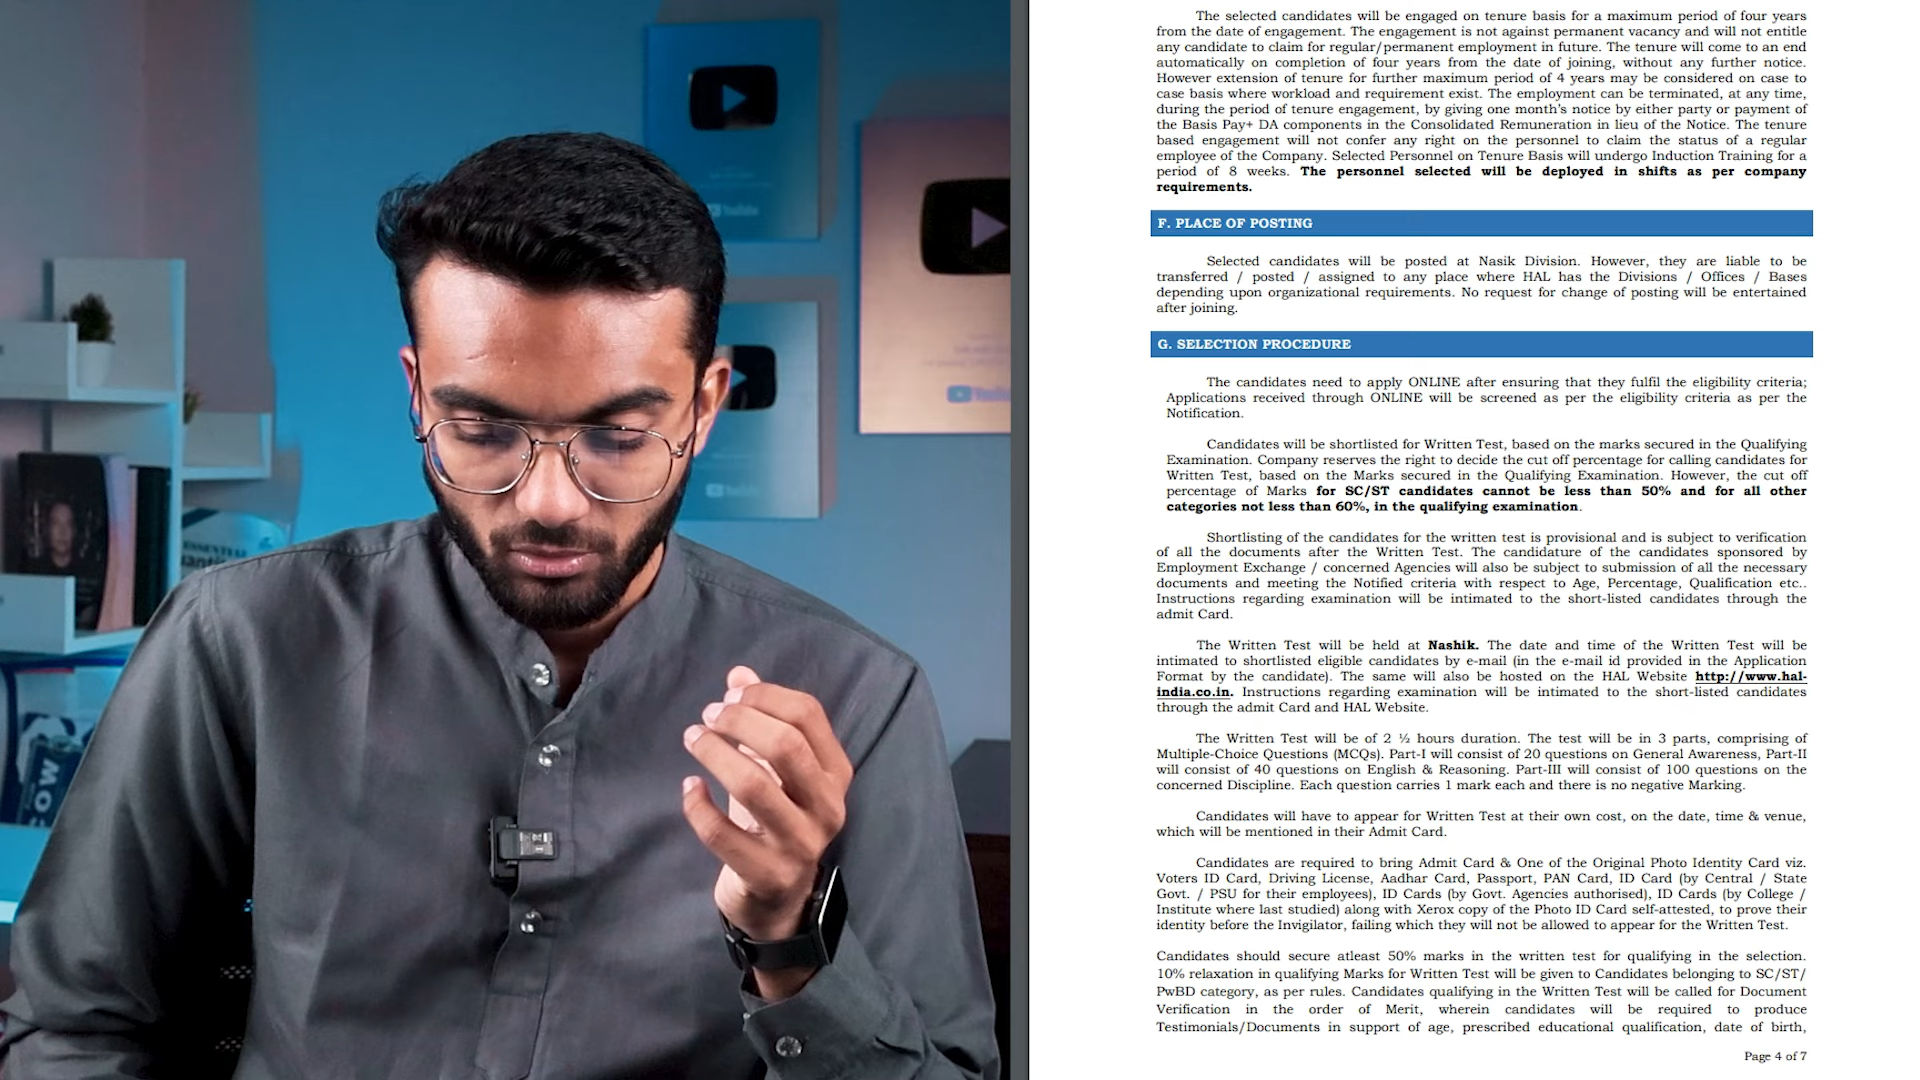 YouTube
ESSENTIAL
The selected candidates will be engaged on tenure basis for a maximum period of four years
from the date of engagement. The engagement is not against permanent vacancy and will not entitle
any candidate to claim for regular/permanent employment in future. The tenure will come to an end
automatically on completion of four years from the date of joining, without any further notice.
However extension of tenure for further maximum period of 4 years may be considered on case to
case basis where workload and requirement exist. The employment can be terminated, at any time,
during the period of tenure engagement, by giving one month's notice by either party or payment of
the Basis Pay+ DA components in the Consolidated Remuneration in lieu of the Notice. The tenure
based engagement will not confer any right on the personnel to claim the status of a regular
employee of the Company. Selected Personnel on Tenure Basis will undergo Induction Training for a
period of 8 weeks. The personnel selected will be deployed in shifts as per company
requirements.
F. PLACE OF POSTING
Selected candidates will be posted at Nasik Division. However, they are liable to be
transferred / posted / assigned to any place where HAL has the Divisions / Offices / Bases
depending upon organizational requirements. No request for change of posting will be entertained
after joining.
G. SELECTION PROCEDURE
The candidates need to apply ONLINE after ensuring that they fulfil the eligibility criteria;
Applications received through ONLINE will be screened as per the eligibility criteria as per the
Notification.
Candidates will be shortlisted for Written Test, based on the marks secured in the Qualifying
Examination. Company reserves the right to decide the cut off percentage for calling candidates for
Written Test, based on the Marks secured in the Qualifying Examination. However, the cut off
percentage of Marks for SC/ST candidates cannot be less than 50% and for all other
categories not less than 60%, in the qualifying examination.
Shortlisting of the candidates for the written test is provisional and is subject to verification
of all the documents after the Written Test. The candidature of the candidates sponsored by
Employment Exchange / concerned Agencies will also be subject to submission of all the necessary
documents and meeting the Notified criteria with respect to Age, Percentage, Qualification etc..
Instructions regarding examination will be intimated to the short-listed candidates through the
admit Card.
The Written Test will be held at Nashik. The date and time of the Written Test will be
intimated to shortlisted eligible candidates by e-mail (in the e-mail id provided in the Application
Format by the candidate). The same will also be hosted on the HAL Website http://www.hal-
india.co.in. Instructions regarding examination will be intimated to the short-listed candidates
through the admit Card and HAL Website.
The Written Test will be of 2 ½ hours duration. The test will be in 3 parts, comprising of
Multiple-Choice Questions (MCQs). Part-I will consist of 20 questions on General Awareness, Part-II
will consist of 40 questions on English & Reasoning. Part-III will consist of 100 questions on the
concerned Discipline. Each question carries 1 mark each and there is no negative Marking.
Candidates will have to appear for Written Test at their own cost, on the date, time & venue,
which will be mentioned in their Admit Card.
Candidates are required to bring Admit Card & One of the Original Photo Identity Card viz.
Voters ID Card, Driving License, Aadhar Card, Passport, PAN Card, ID Card (by Central / State
Govt. / PSU for their employees), ID Cards (by Govt. Agencies authorised), ID Cards (by College /
Institute where last studied) along with Xerox copy of the Photo ID Card self-attested, to prove their
identity before the Invigilator, failing which they will not be allowed to appear for the Written Test.
Candidates should secure atleast 50% marks in the written test for qualifying in the selection.
10% relaxation in qualifying Marks for Written Test will be given to Candidates belonging to SC/ST/
PwBD category, as per rules. Candidates qualifying in the Written Test will be called for Document
Verification in the order of Merit, wherein candidates will be required to produce
Testimonials/Documents in support of age, prescribed educational qualification, date of birth,
Page 4 of 7